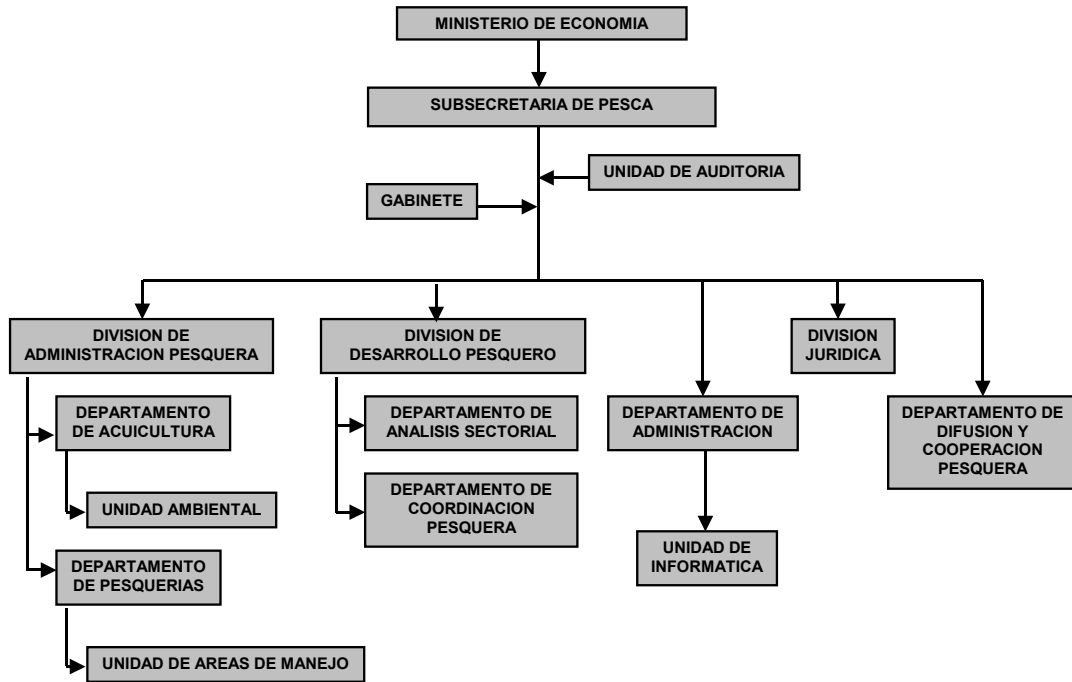 MINISTERIO DE ECONOMIA
SUBSECRETARIA DE PESCA
UNIDAD DE AUDITORIA
GABINETE
DIVISION DE
ADMINISTRACION PESQUERA
DIVISION DE
DESARROLLO PESQUERO
DIVISION
JURIDICA
DEPARTAMENTO
DE ACUICULTURA
DEPARTAMENTO DE
ANALISIS SECTORIAL
DEPARTAMENTO DE
ADMINISTRACION
DEPARTAMENTO DE
DIFUSION Y
COOPERACION
PESQUERA
UNIDAD AMBIENTAL
DEPARTAMENTO DE
COORDINACION
PESQUERA
UNIDAD DE
INFORMATICA
DEPARTAMENTO
DE PESQUERIAS
UNIDAD DE AREAS DE MANEJO